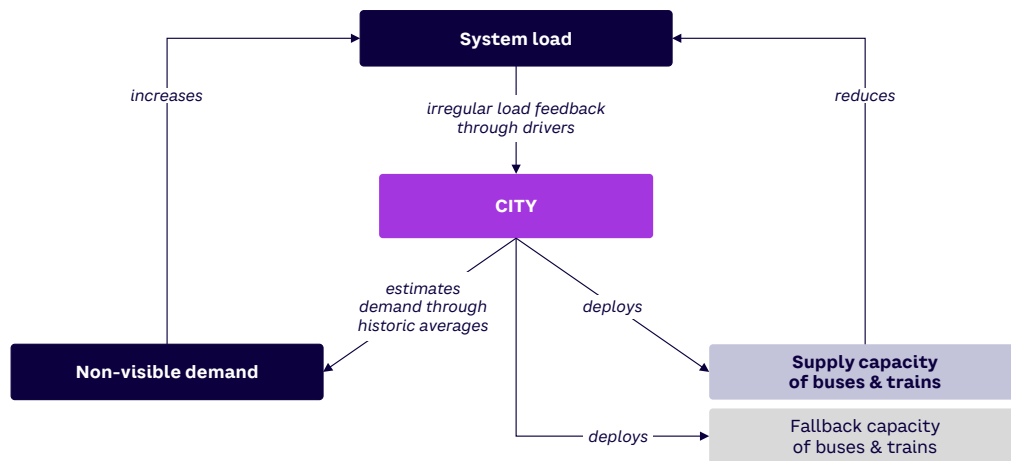 System load
increases
irregular load feedback
through drivers
reduces
CITY
estimates
demand through
historic averages
deploys
Non-visible demand
Supply capacity
of buses & trains
deploys
Fallback capacity
of buses & trains